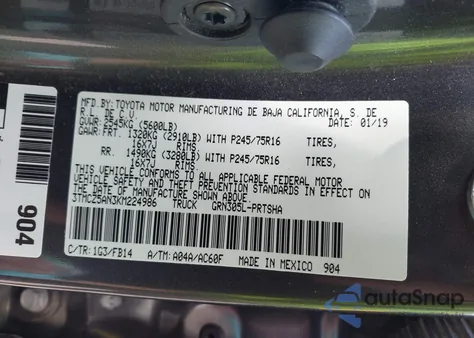 MFD.BY:TOYOTA MOTOR MANUFACTURING DE BAJA CALIFORNIA, S. DE
R.L. DE C.V. 01/19
GVWR: 2545KG (5600LB)
GAWR: FRT. 1320KG (2910LB) WITH P245/75R16 TIRES,
16X7J RIMS.
RR. 1490KG (3280LB) WITH P245/75R16 TIRES,
16X7J RIMS.
THIS VEHICLE CONFORMS TO ALL APPLICABLE FEDERAL MOTOR
VEHICLE SAFETY AND THEFT PREVENTION STANDARDS IN EFFECT ON
THE DATE OF MANUFACTURE SHOWN ABOVE.
3TMCZ5AN3KM224986 TRUCK GRN305L-PRTSHA
C/TR: 1G3/FB14 A/TM: A04A/AC60F MADE IN MEXICO 904
904
autoSnap